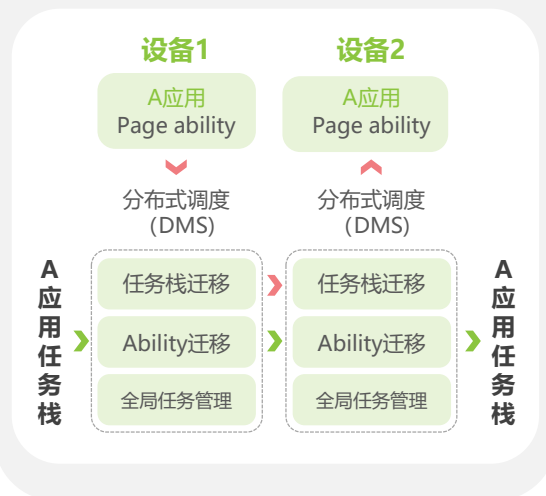 设备1
设备2
A应用
Page ability
A应用
Page ability
分布式调度
（DMS)
分布式调度
（DMS)
A应用任务栈
任务栈迁移
Ability迁移
全局任务管理
任务栈迁移
Ability迁移
全局任务管理
A应用任务栈